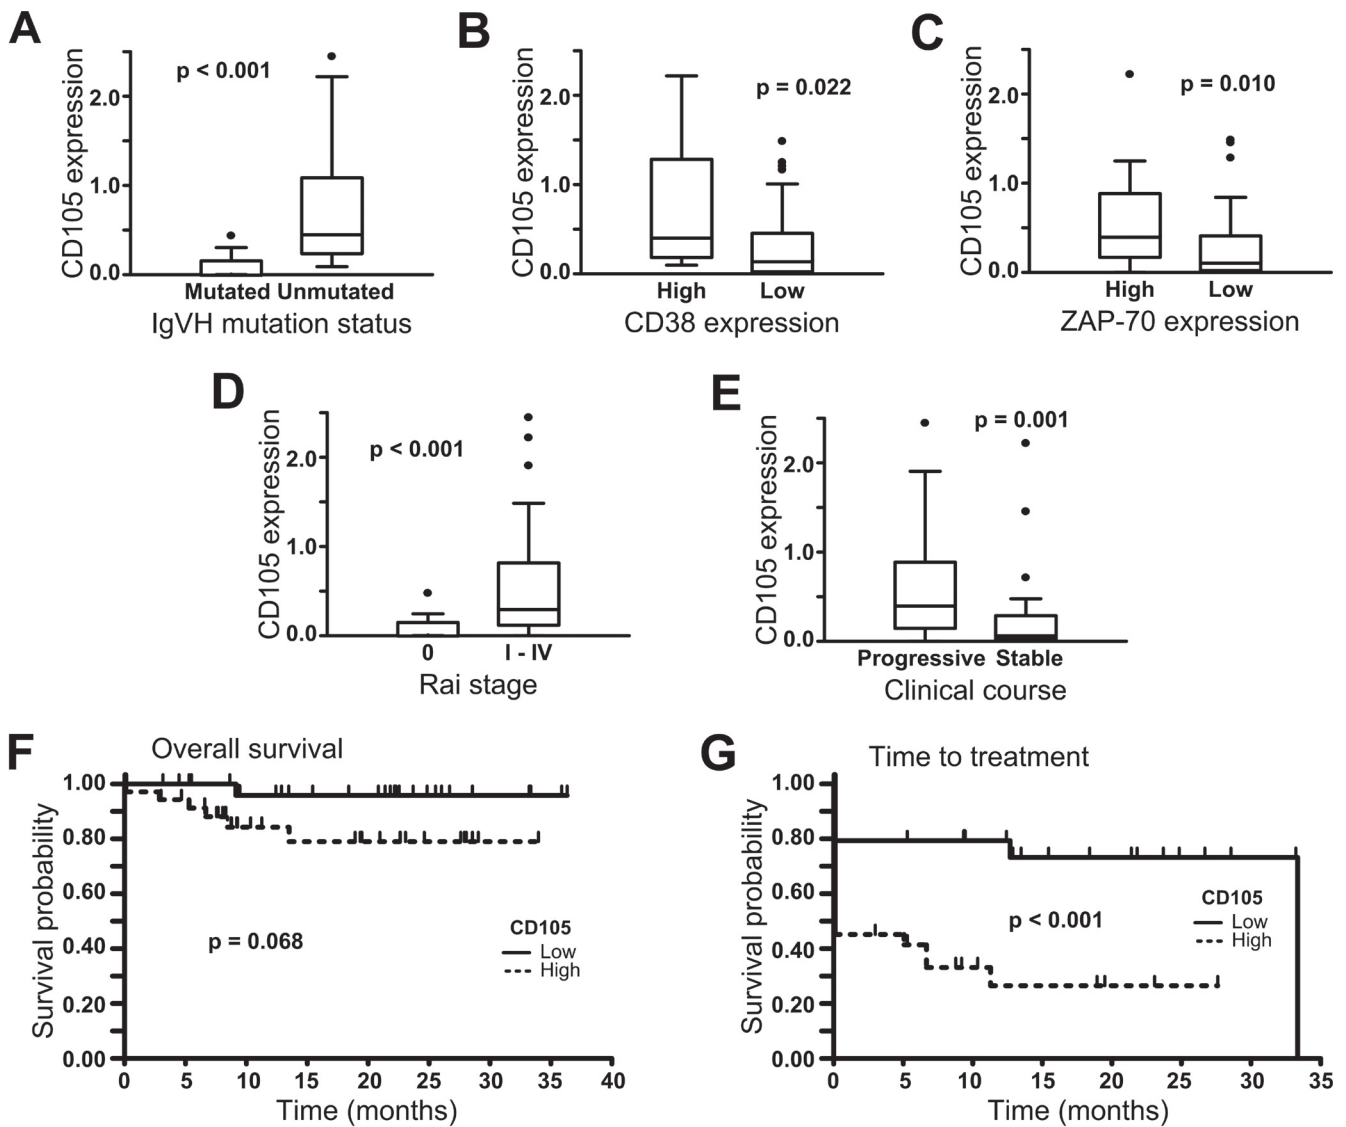 A
CD105 expression
2.0
1.0
0.0
p < 0.001
Mutated Unmutated
IgVH mutation status
B
CD105 expression
2.0
1.0
0.0
p = 0.022
High Low
CD38 expression
C
CD105 expression
2.0
1.0
0.0
p = 0.010
High Low
ZAP-70 expression
D
CD105 expression
2.0
1.0
0.0
p < 0.001
0 I - IV
Rai stage
E
CD105 expression
2.0
1.0
0.0
p = 0.001
Progressive Stable
Clinical course
F
Overall survival
Survival probability
1.00
0.80
0.60
0.40
0.20
0.00
p = 0.068
CD105
Low
High
0 5 10 15 20 25 30 35 40
Time (months)
G
Time to treatment
Survival probability
1.00
0.80
0.60
0.40
0.20
0.00
p < 0.001
CD105
Low
High
0 5 10 15 20 25 30 35
Time (months)